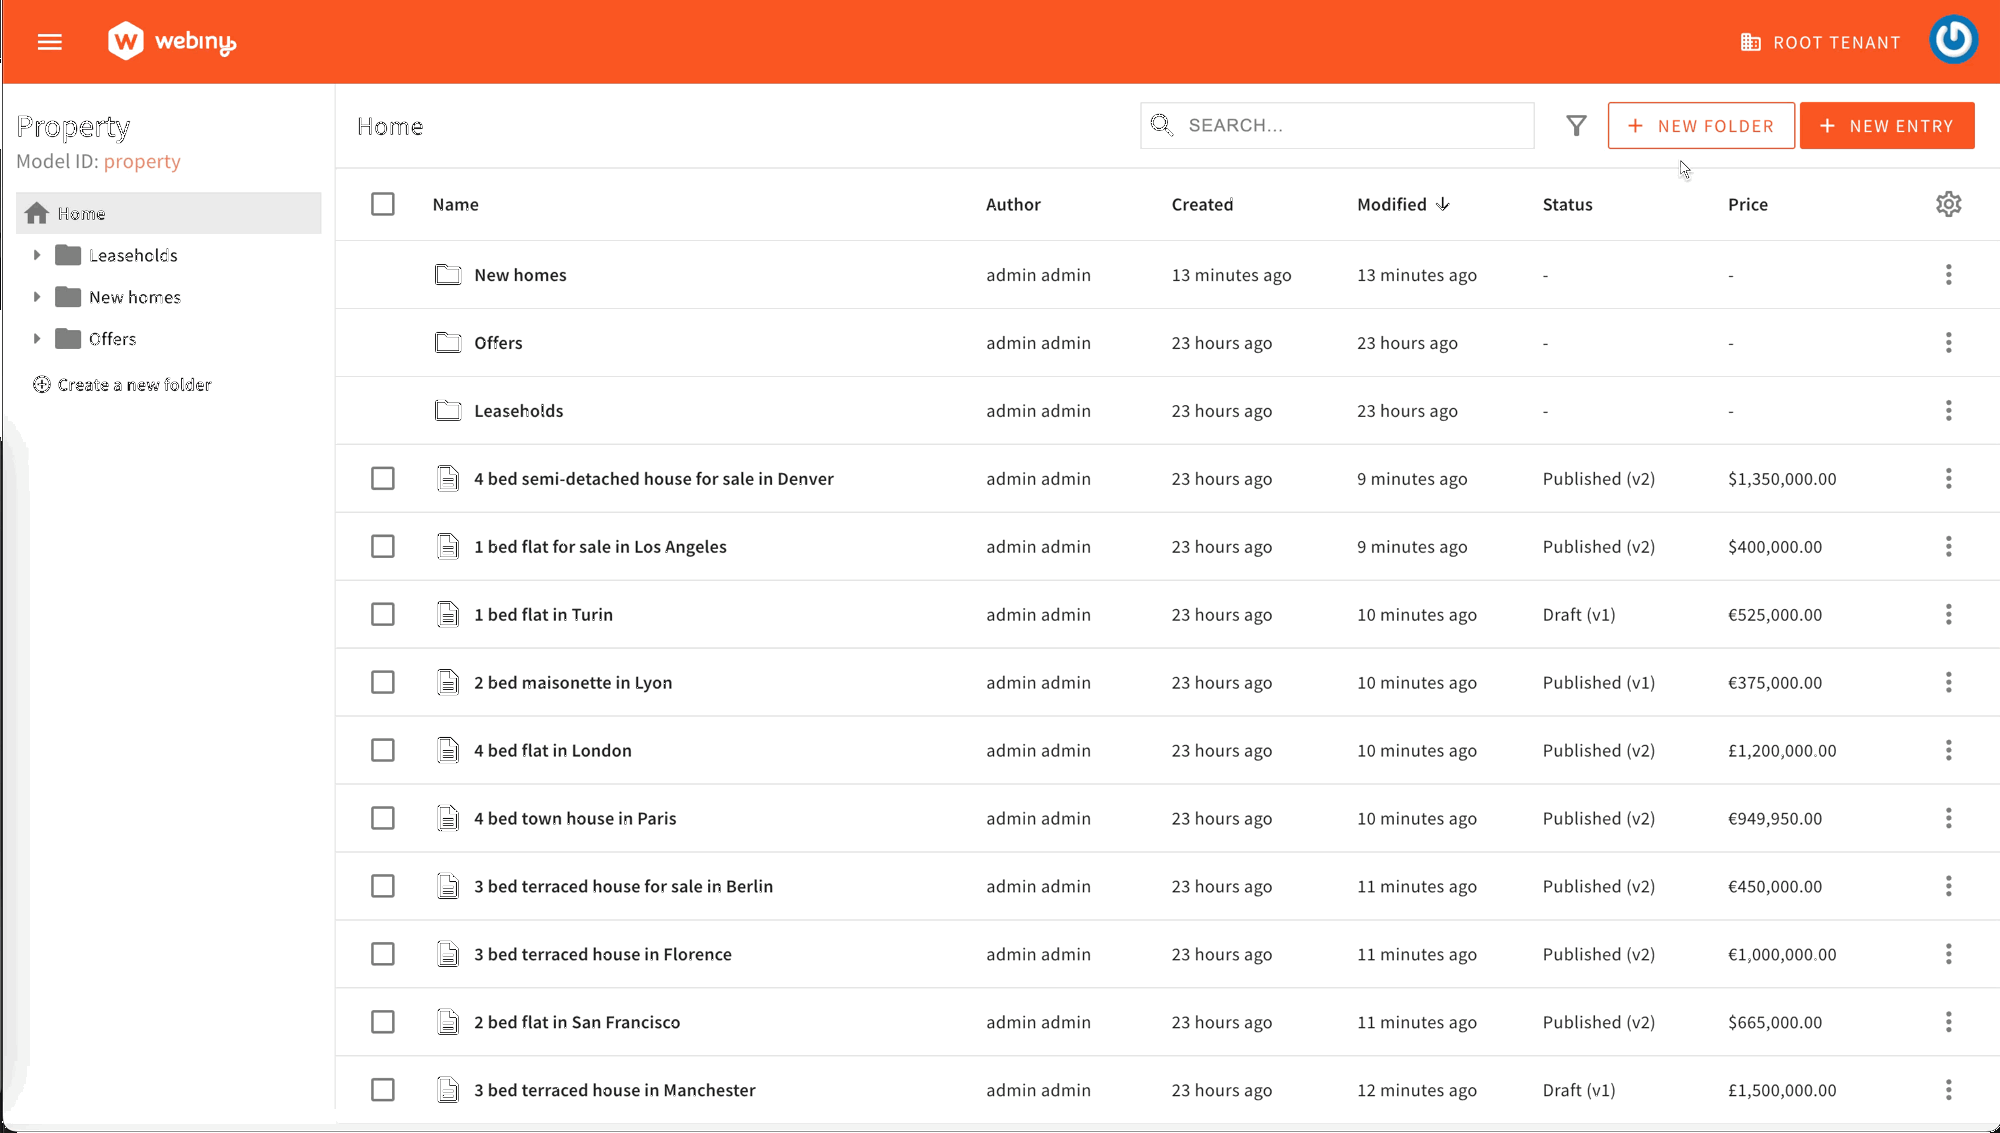 webiny
ROOT TENANT
Property
Model ID: property
Home
Leaseholds
New homes
Offers
Create a new folder
Home
SEARCH...
+ NEW FOLDER
+ NEW ENTRY
Name Author Created Modified Status Price
New homes admin admin 13 minutes ago 13 minutes ago - -
Offers admin admin 23 hours ago 23 hours ago - -
Leaseholds admin admin 23 hours ago 23 hours ago - -
4 bed semi-detached house for sale in Denver admin admin 23 hours ago 9 minutes ago Published (v2) $1,350,000.00
1 bed flat for sale in Los Angeles admin admin 23 hours ago 9 minutes ago Published (v2) $400,000.00
1 bed flat in Turin admin admin 23 hours ago 10 minutes ago Draft (v1) €525,000.00
2 bed maisonette in Lyon admin admin 23 hours ago 10 minutes ago Published (v1) €375,000.00
4 bed flat in London admin admin 23 hours ago 10 minutes ago Published (v2) £1,200,000.00
4 bed town house in Paris admin admin 23 hours ago 10 minutes ago Published (v2) €949,950.00
3 bed terraced house for sale in Berlin admin admin 23 hours ago 11 minutes ago Published (v2) €450,000.00
3 bed terraced house in Florence admin admin 23 hours ago 11 minutes ago Published (v2) €1,000,000.00
2 bed flat in San Francisco admin admin 23 hours ago 11 minutes ago Published (v2) $665,000.00
3 bed terraced house in Manchester admin admin 23 hours ago 12 minutes ago Draft (v1) £1,500,000.00